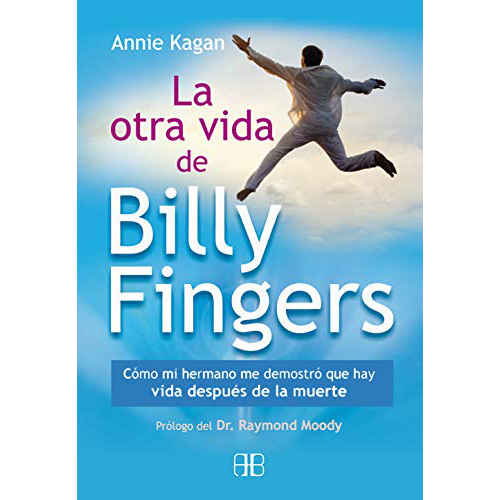 Annie Kagan
La
otra vida
de
Billy
Fingers
Cómo mi hermano me demostró que hay
vida después de la muerte
Prólogo del Dr. Raymond Moody